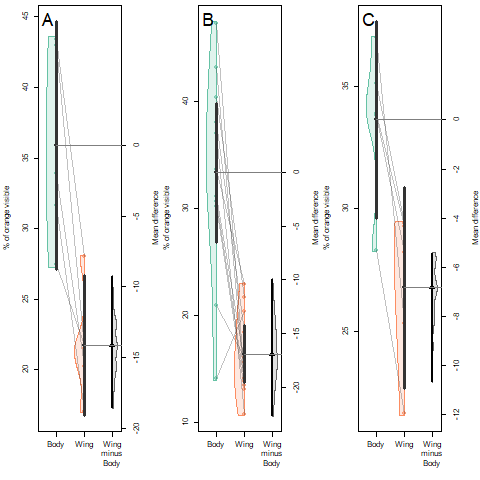 A
B
C
45
40
35
30
25
20
% of orange visible
0
-5
-10
-15
-20
Mean difference
Body
Wing
Wing
minus
Body
40
30
20
10
% of orange visible
0
-5
-10
-15
-20
Mean difference
Body
Wing
Wing
minus
Body
35
30
25
% of orange visible
0
-2
-4
-6
-8
-10
-12
Mean difference
Body
Wing
Wing
minus
Body